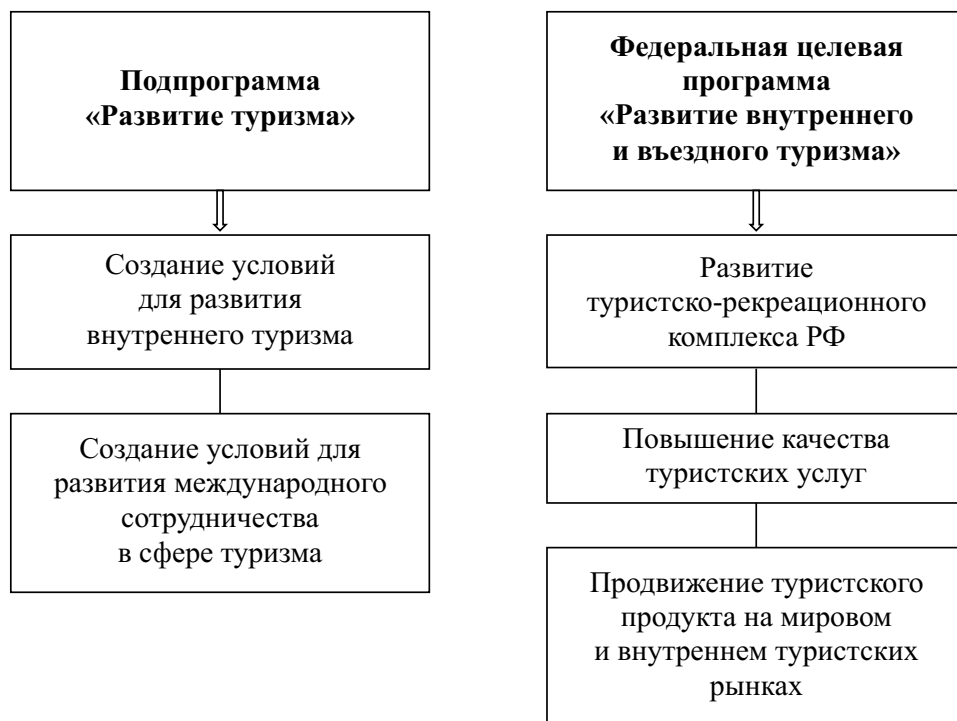 Подпрограмма
«Развитие туризма»
Создание условий
для развития
внутреннего туризма
Создание условий для
развития международного
сотрудничества
в сфере туризма
Федеральная целевая
программа
«Развитие внутреннего
и въездного туризма»
Развитие
туристско-рекреационного
комплекса РФ
Повышение качества
туристских услуг
Продвижение туристского
продукта на мировом
и внутреннем туристских
рынках